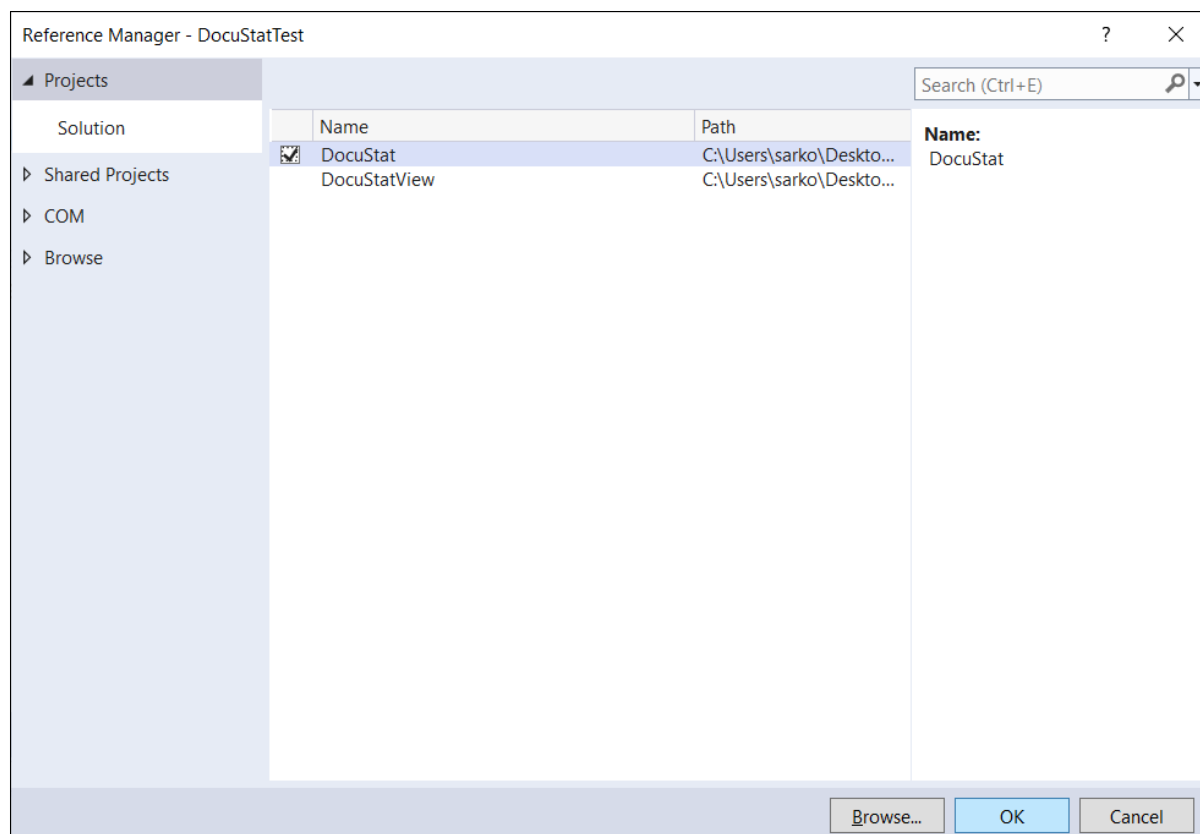 Reference Manager - DocuStatTest
?
Projects
Search (Ctrl+E)
Solution
Name Path
DocuStat C:\Users\sarko\Deskto...
DocuStatView C:\Users\sarko\Deskto...
Name:
DocuStat
Shared Projects
COM
Browse
Browse... OK Cancel